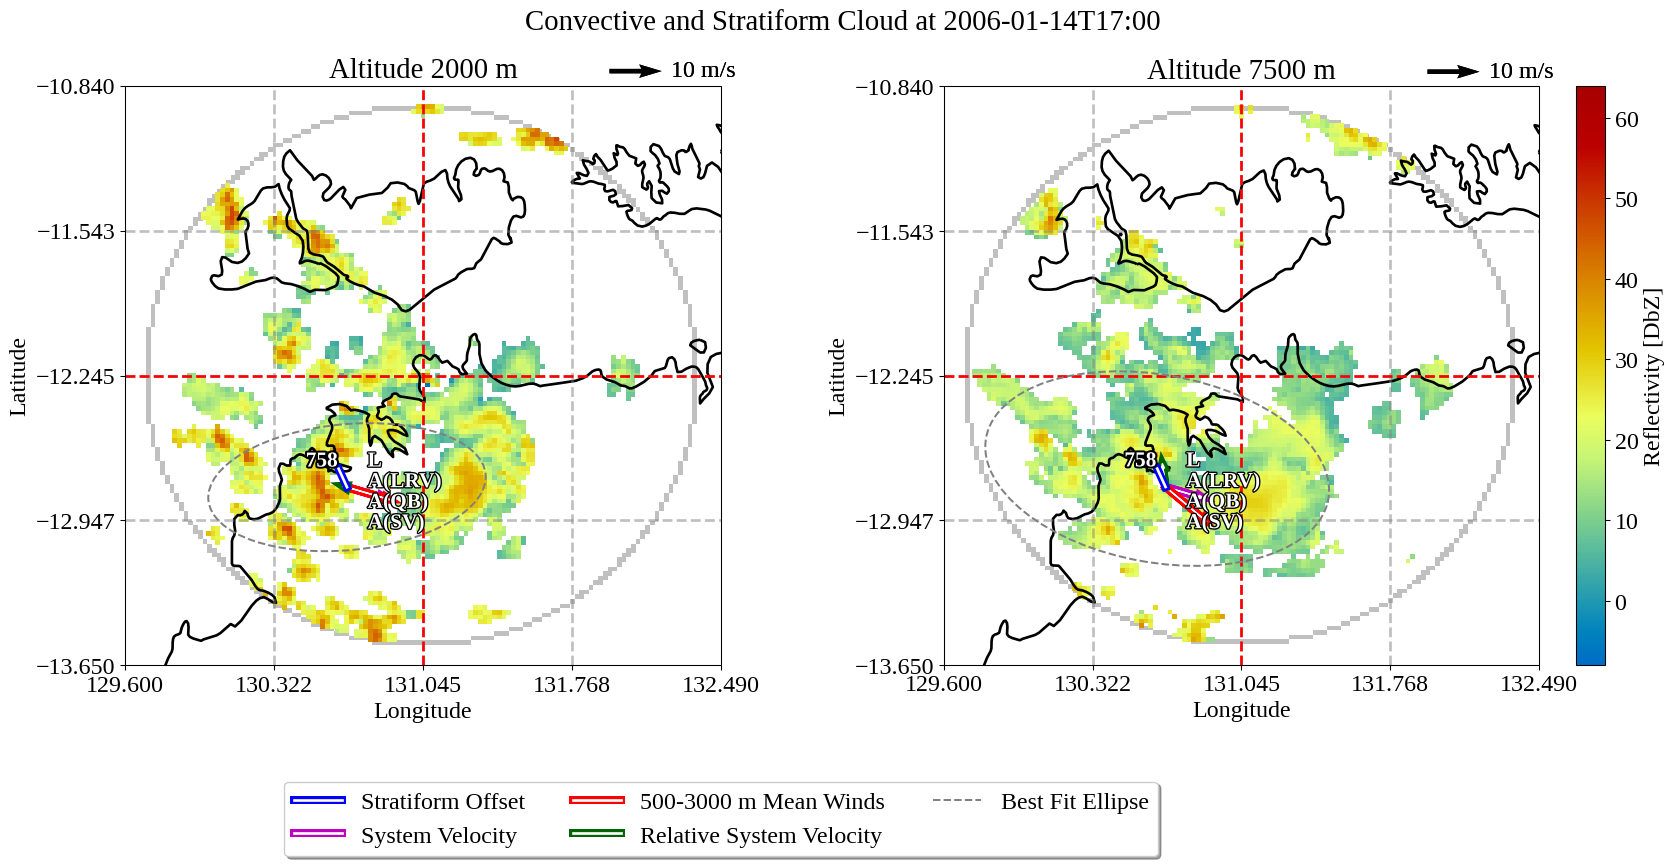 Convective and Stratiform Cloud at 2006-01-14T17:00
Altitude 2000 m
10 m/s
Altitude 7500 m
10 m/s
−10.840
−11.543
−12.245
−12.947
−13.650
129.600
130.322
131.045
131.768
132.490
Latitude
Longitude
758
L
A(LRV)
A(QB)
A(SV)
−10.840
−11.543
−12.245
−12.947
−13.650
129.600
130.322
131.045
131.768
132.490
Latitude
Longitude
758
L
A(LRV)
A(QB)
A(SV)
60
50
40
30
20
10
0
Reflectivity [DbZ]
Stratiform Offset
System Velocity
500-3000 m Mean Winds
Relative System Velocity
Best Fit Ellipse